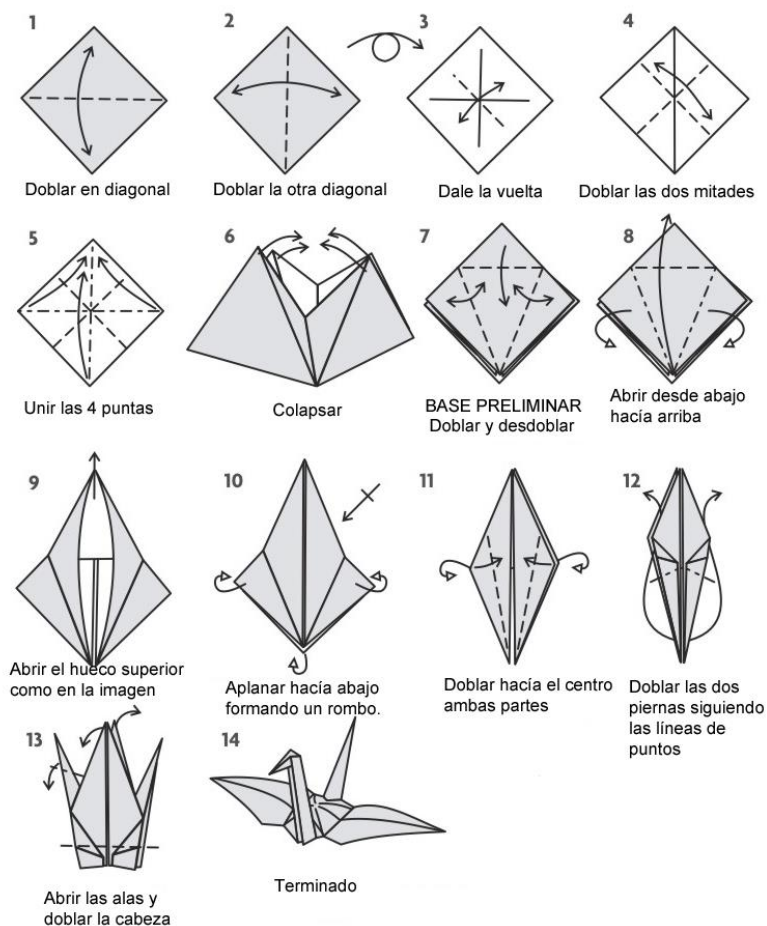 1
Doblar en diagonal
2
Doblar la otra diagonal
3
Dale la vuelta
4
Doblar las dos mitades
5
Unir las 4 puntas
6
Colapsar
7
BASE PRELIMINAR
Doblar y desdoblar
8
Abrir desde abajo
hacía arriba
9
Abrir el hueco superior
como en la imagen
10
Aplanar hacía abajo
formando un rombo.
11
Doblar hacía el centro
ambas partes
12
Doblar las dos
piernas siguiendo
las líneas de
puntos
13
Abrir las alas y
doblar la cabeza
14
Terminado